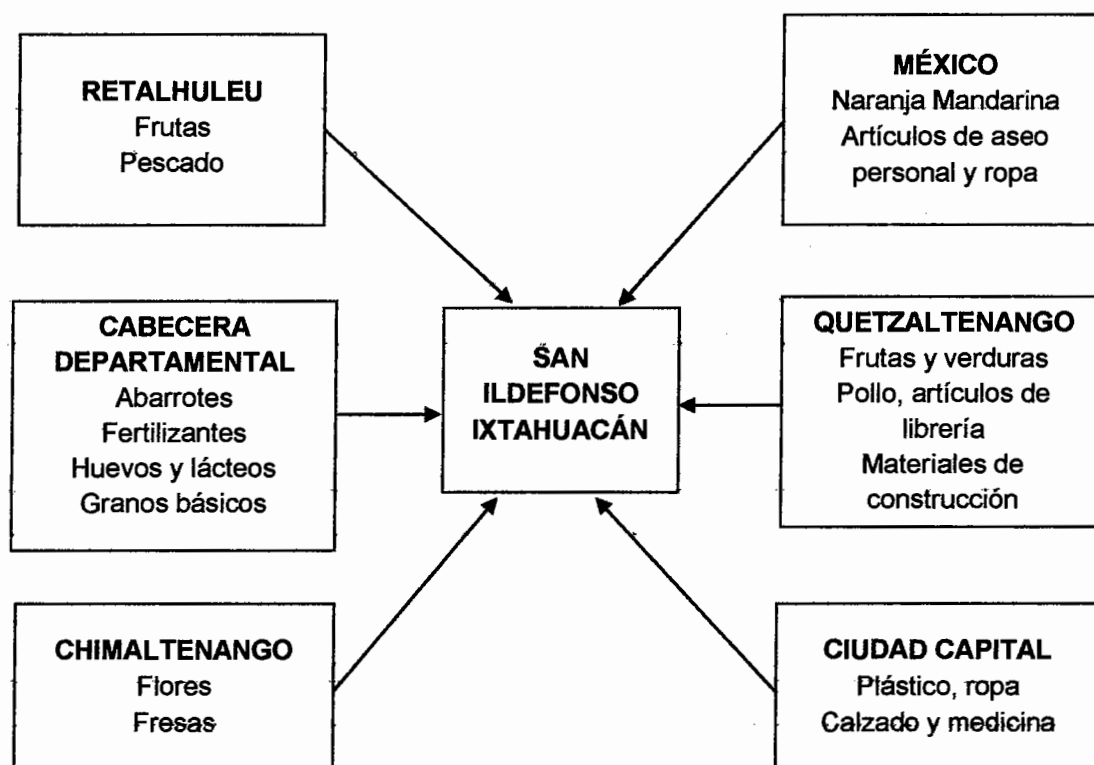 RETALHULEU
Frutas
Pescado
MÉXICO
Naranja Mandarina
Artículos de aseo
personal y ropa
CABECERA
DEPARTAMENTAL
Abarrotes
Fertilizantes
Huevos y lácteos
Granos básicos
SAN
ILDEFONSO
IXTAHUACÁN
QUETZALTENANGO
Frutas y verduras
Pollo, artículos de
librería
Materiales de
construcción
CHIMALTENANGO
Flores
Fresas
CIUDAD CAPITAL
Plástico, ropa
Calzado y medicina